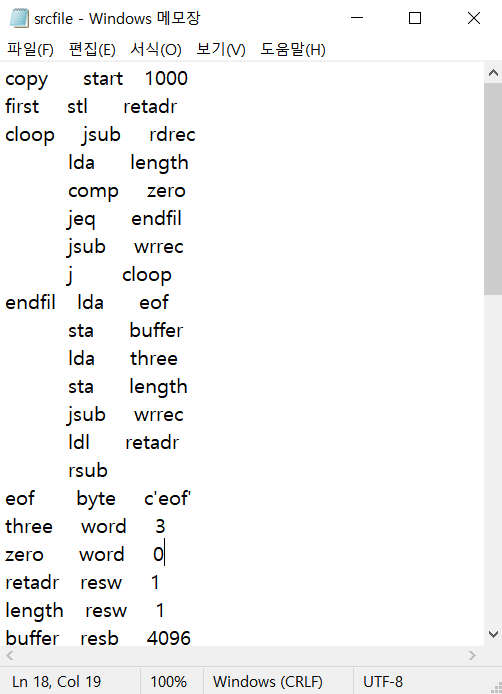 srcfile - Windows 메모장
파일(F) 편집(E) 서식(O) 보기(V) 도움말(H)
copy start 1000
first stl retadr
cloop jsub rdrec
lda length
comp zero
jeq endfil
jsub wrrec
j cloop
endfil lda eof
sta buffer
lda three
sta length
jsub wrrec
ldl retadr
rsub
eof byte c'eof'
three word 3
zero word 0
retadr resw 1
length resw 1
buffer resb 4096
Ln 18, Col 19 100% Windows (CRLF) UTF-8